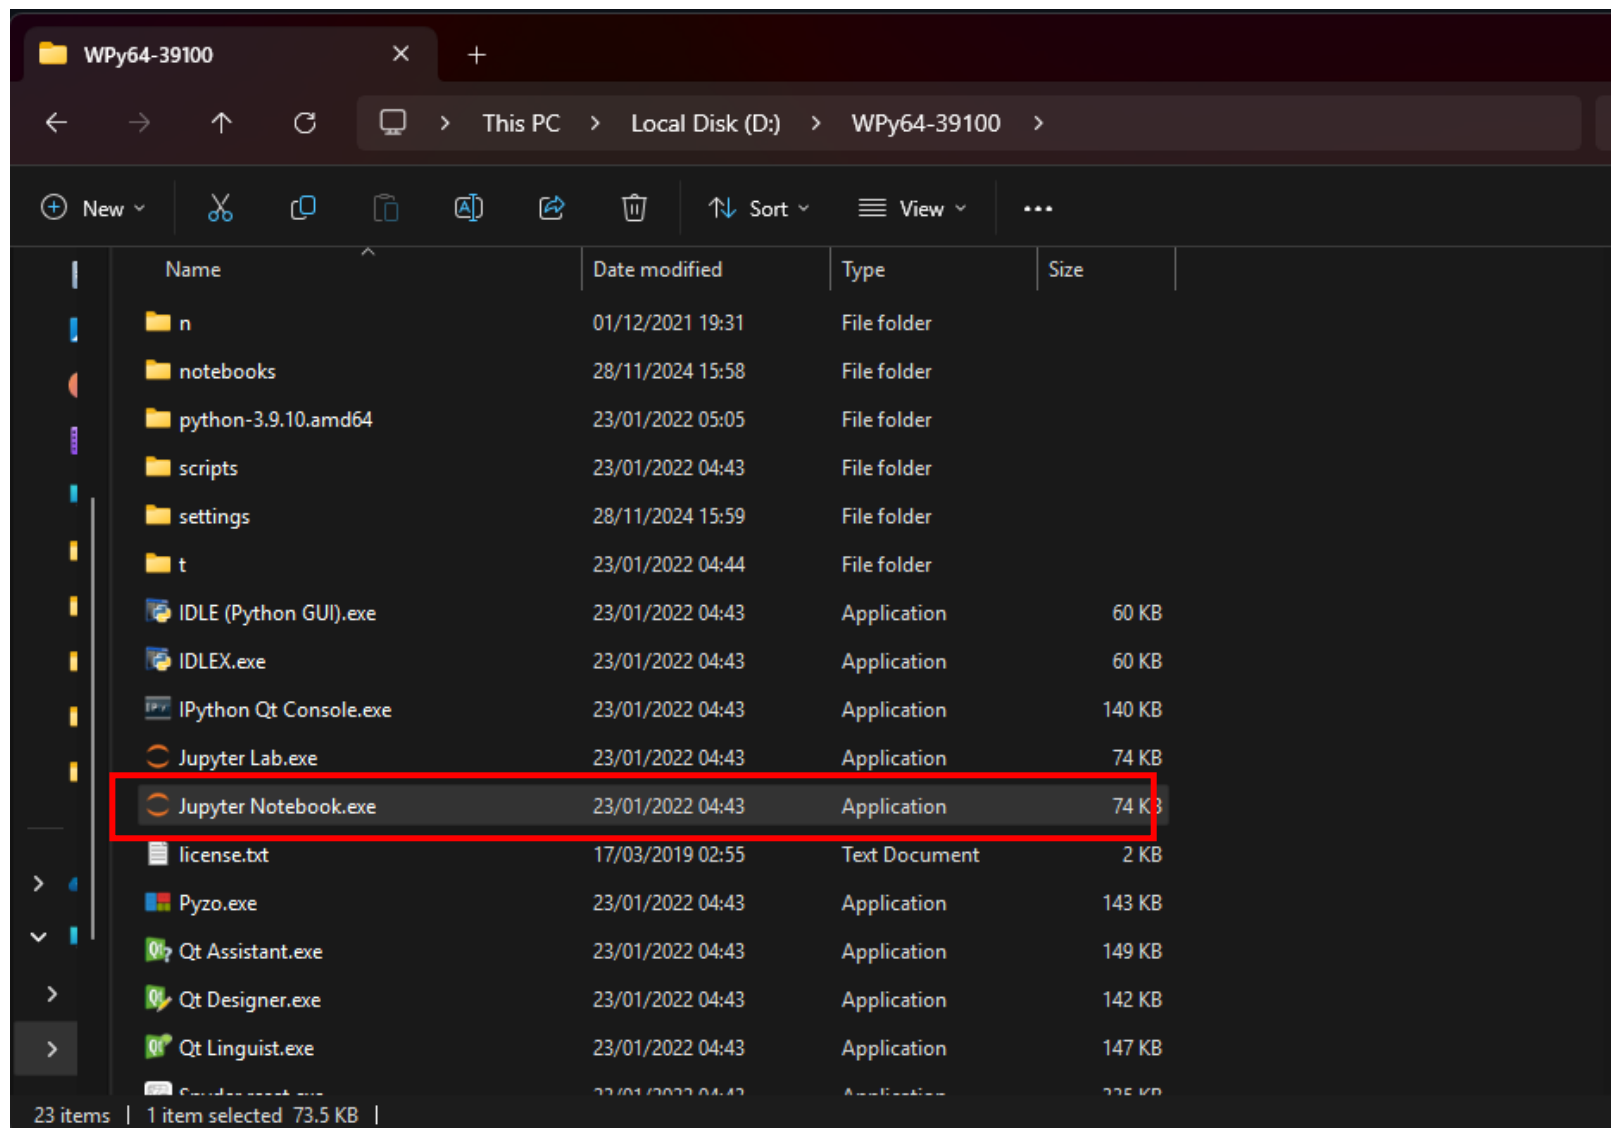 WPy64-39100
This PC > Local Disk (D:) > WPy64-39100 >
New Sort View
Name Date modified Type Size
n 01/12/2021 19:31 File folder
notebooks 28/11/2024 15:58 File folder
python-3.9.10.amd64 23/01/2022 05:05 File folder
scripts 23/01/2022 04:43 File folder
settings 28/11/2024 15:59 File folder
t 23/01/2022 04:44 File folder
IDLE (Python GUI).exe 23/01/2022 04:43 Application 60 KB
IDLEX.exe 23/01/2022 04:43 Application 60 KB
IPython Qt Console.exe 23/01/2022 04:43 Application 140 KB
Jupyter Lab.exe 23/01/2022 04:43 Application 74 KB
Jupyter Notebook.exe 23/01/2022 04:43 Application 74 KB
license.txt 17/03/2019 02:55 Text Document 2 KB
Pyzo.exe 23/01/2022 04:43 Application 143 KB
Qt Assistant.exe 23/01/2022 04:43 Application 149 KB
Qt Designer.exe 23/01/2022 04:43 Application 142 KB
Qt Linguist.exe 23/01/2022 04:43 Application 147 KB
23 items | 1 item selected 73.5 KB |